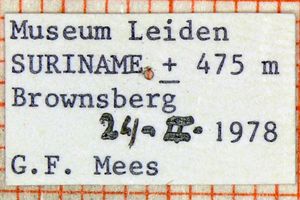 Museum Leiden
SURINAME, ± 475 m
Brownsberg
24-II-1978
G.F. Mees